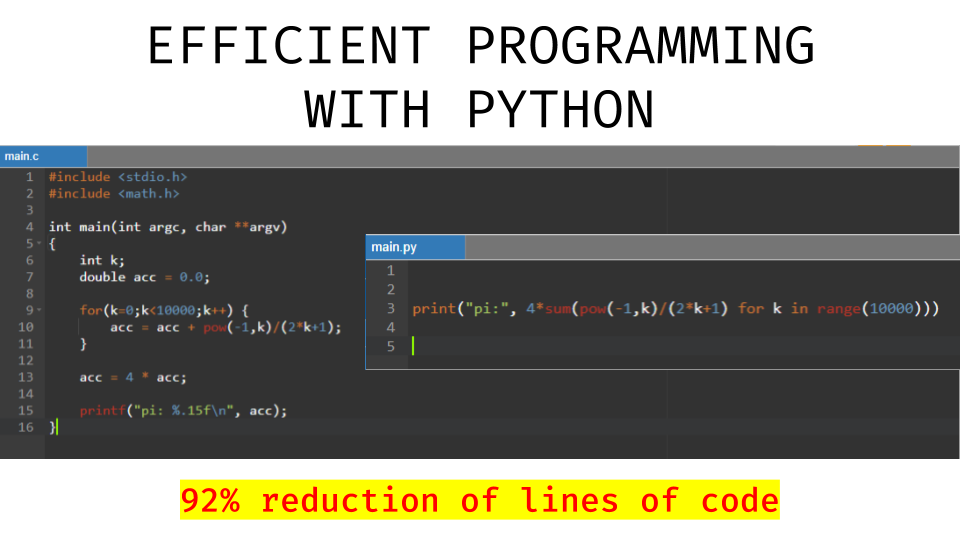 EFFICIENT PROGRAMMING
WITH PYTHON
main.c
1 #include <stdio.h>
2 #include <math.h>
3
4 int main(int argc, char **argv)
5 {
6 int k;
7 double acc = 0.0;
8
9 for(k=0;k<10000;k++) {
10 acc = acc + pow(-1,k)/(2*k+1);
11 }
12
13 acc = 4 * acc;
14
15 printf("pi: %.15f\n", acc);
16 }
main.py
1
2
3 print("pi:", 4*sum(pow(-1,k)/(2*k+1) for k in range(10000)))
4
5
92% reduction of lines of code